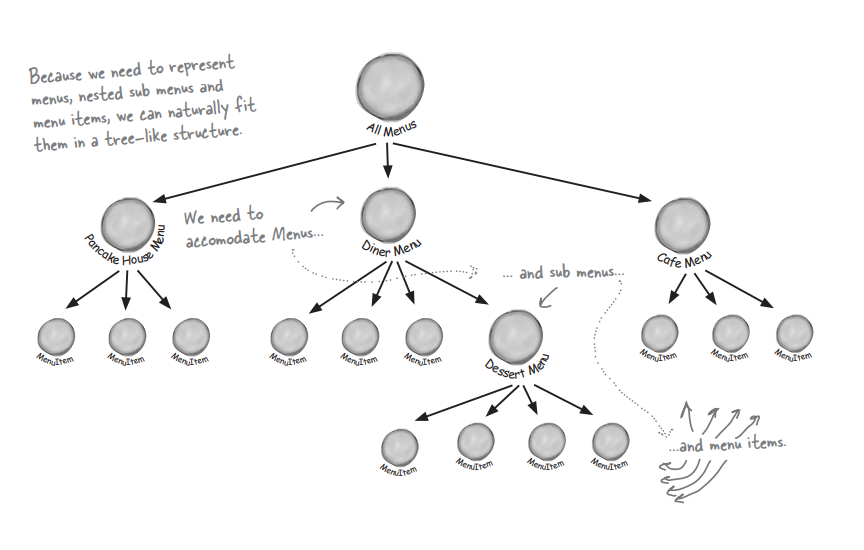 Because we need to represent
menus, nested sub menus and
menu items, we can naturally fit
them in a tree-like structure.
All Menus
We need to
accomodate Menus...
Pancake House Menu
Diner Menu
Cafe Menu
... and sub menus...
MenuItem
MenuItem
MenuItem
MenuItem
MenuItem
MenuItem
Dessert Menu
MenuItem
MenuItem
MenuItem
...and menu items.
MenuItem
MenuItem
MenuItem
MenuItem